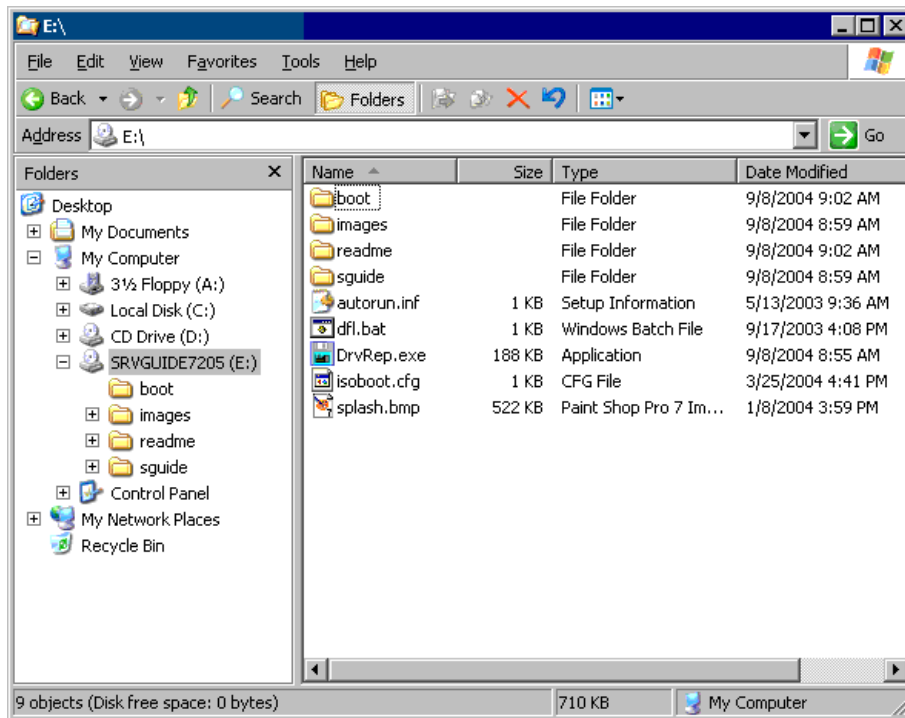 E:\
File Edit View Favorites Tools Help
Back Search Folders
Address E:\ Go
Folders
Desktop
My Documents
My Computer
3½ Floppy (A:)
Local Disk (C:)
CD Drive (D:)
SRVGUIDE7205 (E:)
boot
images
readme
sguide
Control Panel
My Network Places
Recycle Bin
Name Size Type Date Modified
boot File Folder 9/8/2004 9:02 AM
images File Folder 9/8/2004 8:59 AM
readme File Folder 9/8/2004 9:02 AM
sguide File Folder 9/8/2004 8:59 AM
autorun.inf 1 KB Setup Information 5/13/2003 9:36 AM
dfl.bat 1 KB Windows Batch File 9/17/2003 4:08 PM
DrvRep.exe 188 KB Application 9/8/2004 8:55 AM
isoboot.cfg 1 KB CFG File 3/25/2004 4:41 PM
splash.bmp 522 KB Paint Shop Pro 7 Im... 1/8/2004 3:59 PM
9 objects (Disk free space: 0 bytes) 710 KB My Computer